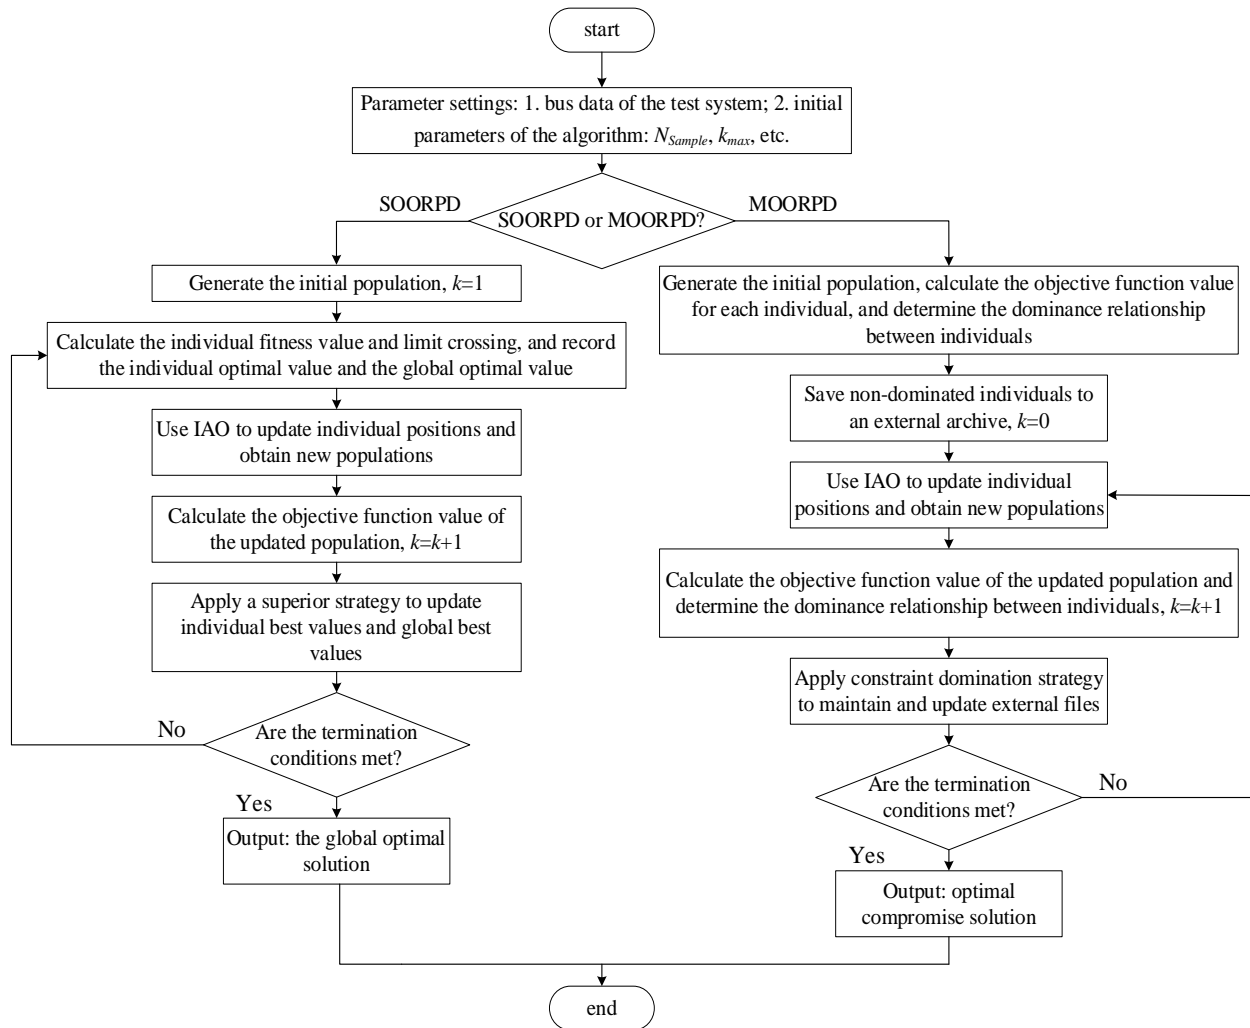 start
Parameter settings: 1. bus data of the test system; 2. initial
parameters of the algorithm: N_Sample, k_max, etc.
SOORPD or MOORPD?
SOORPD
Generate the initial population, k=1
Calculate the individual fitness value and limit crossing, and record
the individual optimal value and the global optimal value
Use IAO to update individual positions and
obtain new populations
Calculate the objective function value of
the updated population, k=k+1
Apply a superior strategy to update
individual best values and global best
values
Are the termination
conditions met?
No
Yes
Output: the global optimal
solution
MOORPD
Generate the initial population, calculate the objective function value
for each individual, and determine the dominance relationship
between individuals
Save non-dominated individuals to
an external archive, k=0
Use IAO to update individual
positions and obtain new populations
Calculate the objective function value of the updated population and
determine the dominance relationship between individuals, k=k+1
Apply constraint domination strategy
to maintain and update external files
Are the termination
conditions met?
No
Yes
Output: optimal
compromise solution
end